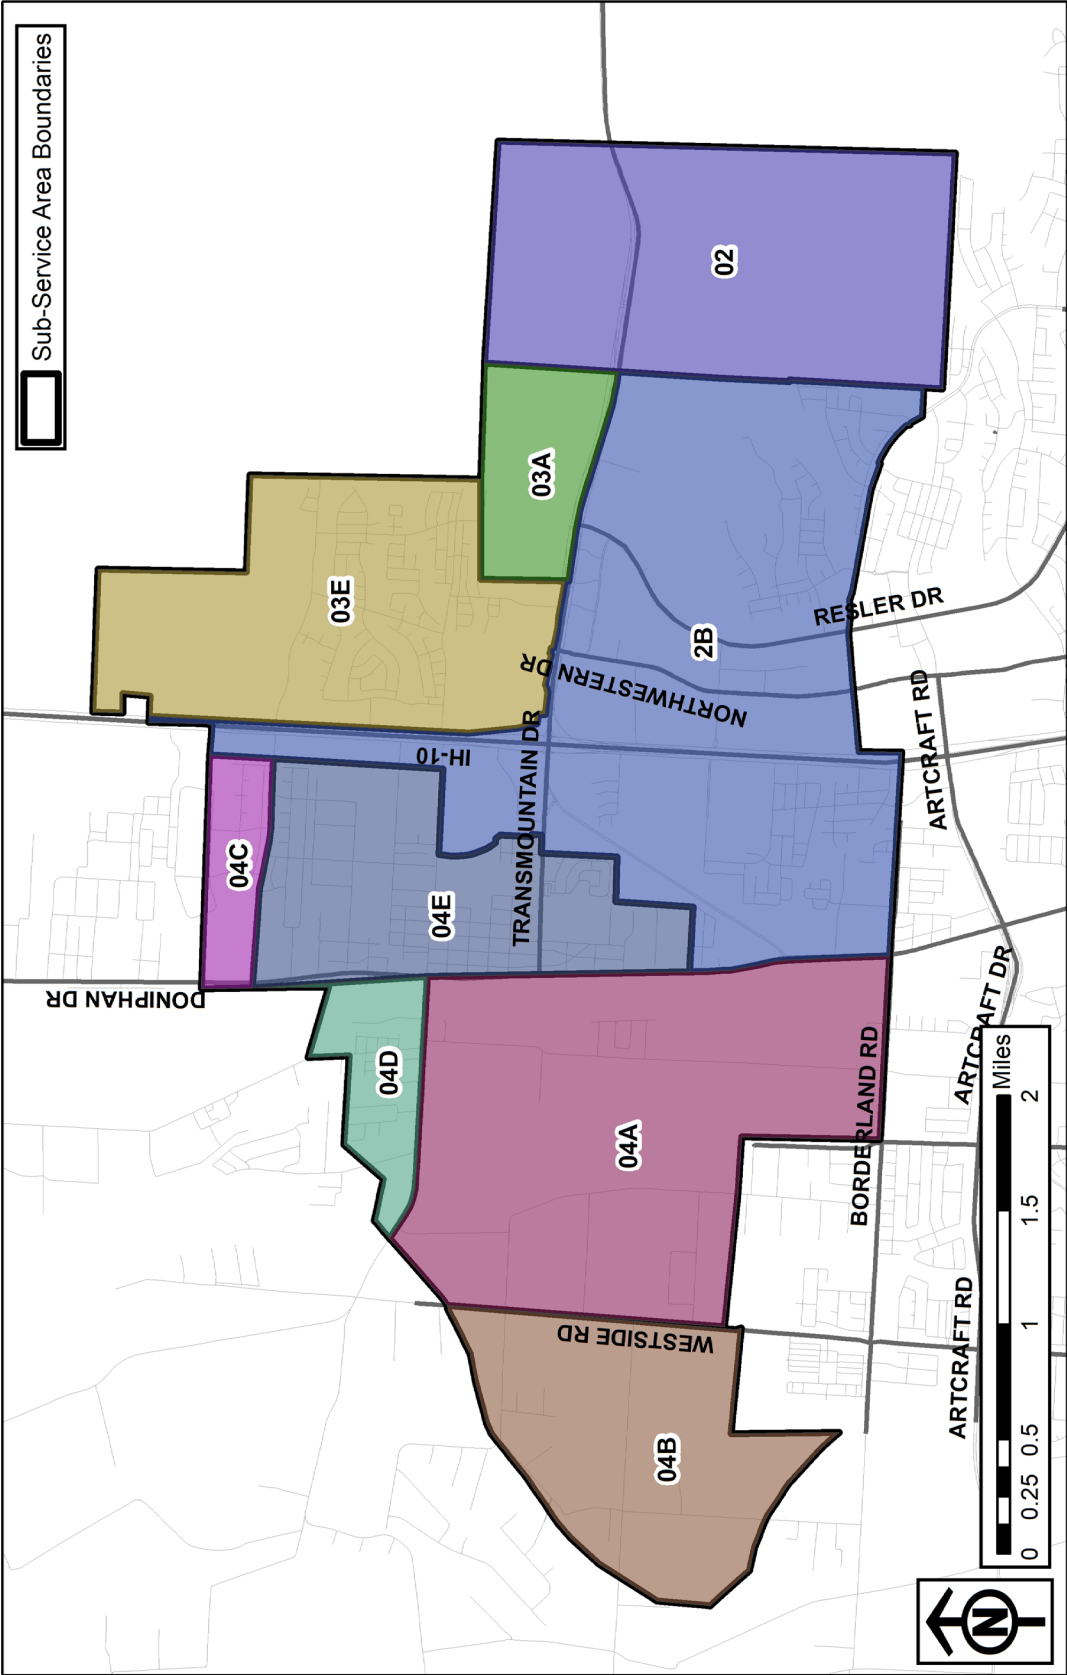 Sub-Service Area Boundaries
02
03A
03E
2B
RESLER DR
NORTHWESTERN DR
ARTCRAFT RD
IH-10
TRANSMOUNTAIN DR
04C
04E
DONIPHAN DR
04D
04A
BORDERLAND RD
ARTCRAFT DR
WESTSIDE RD
04B
ARTCRAFT RD
0 0.25 0.5 1 1.5 2
Miles
N